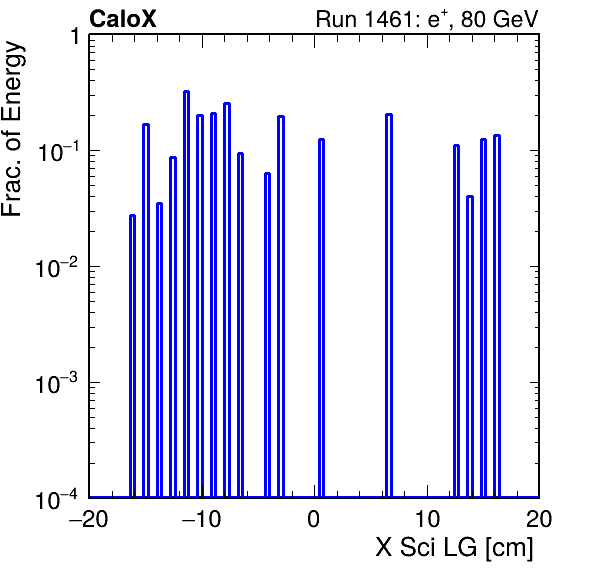 CaloX Run 1461: e⁺, 80 GeV
Frac. of Energy
1
10⁻¹
10⁻²
10⁻³
10⁻⁴
−20 −10 0 10 20
X Sci LG [cm]